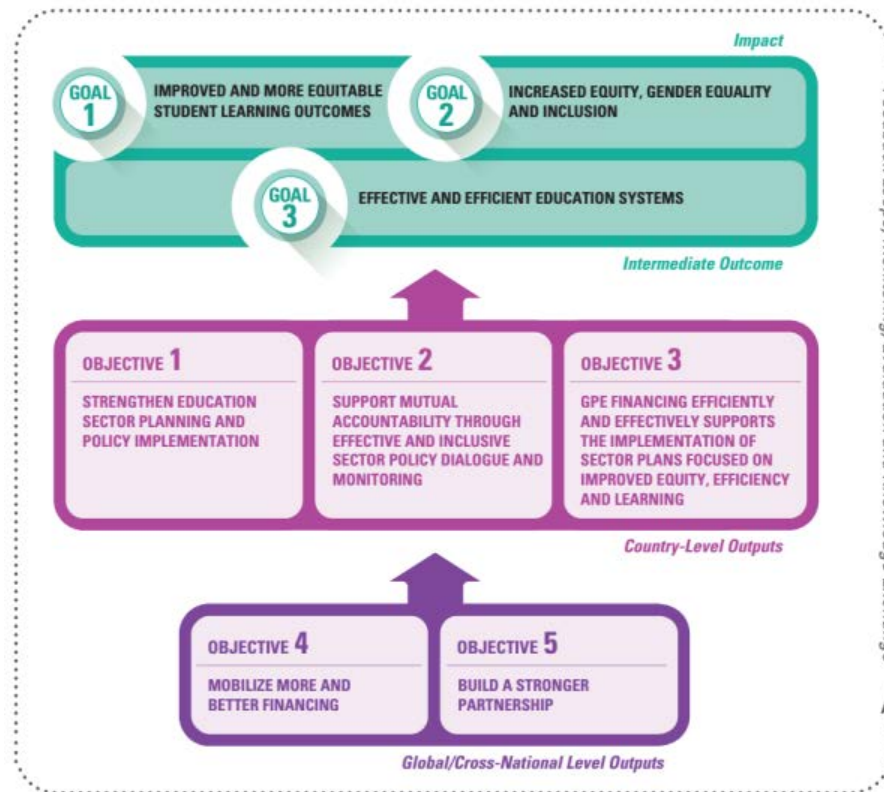 Impact
GOAL
1
IMPROVED AND MORE EQUITABLE
STUDENT LEARNING OUTCOMES
GOAL
2
INCREASED EQUITY, GENDER EQUALITY
AND INCLUSION
GOAL
3
EFFECTIVE AND EFFICIENT EDUCATION SYSTEMS
Intermediate Outcome
OBJECTIVE 1
STRENGTHEN EDUCATION
SECTOR PLANNING AND
POLICY IMPLEMENTATION
OBJECTIVE 2
SUPPORT MUTUAL
ACCOUNTABILITY THROUGH
EFFECTIVE AND INCLUSIVE
SECTOR POLICY DIALOGUE AND
MONITORING
OBJECTIVE 3
GPE FINANCING EFFICIENTLY
AND EFFECTIVELY SUPPORTS
THE IMPLEMENTATION OF
SECTOR PLANS FOCUSED ON
IMPROVED EQUITY, EFFICIENCY
AND LEARNING
Country-Level Outputs
OBJECTIVE 4
MOBILIZE MORE AND
BETTER FINANCING
OBJECTIVE 5
BUILD A STRONGER
PARTNERSHIP
Global/Cross-National Level Outputs